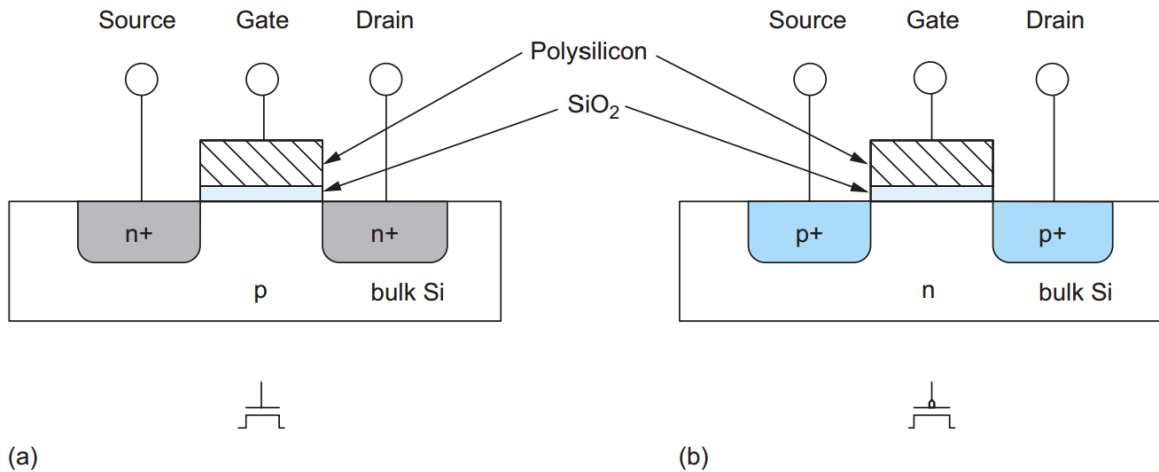 Source Gate Drain Source Gate Drain
Polysilicon
SiO₂
n+ n+ p+ p+
p bulk Si n bulk Si
(a) (b)